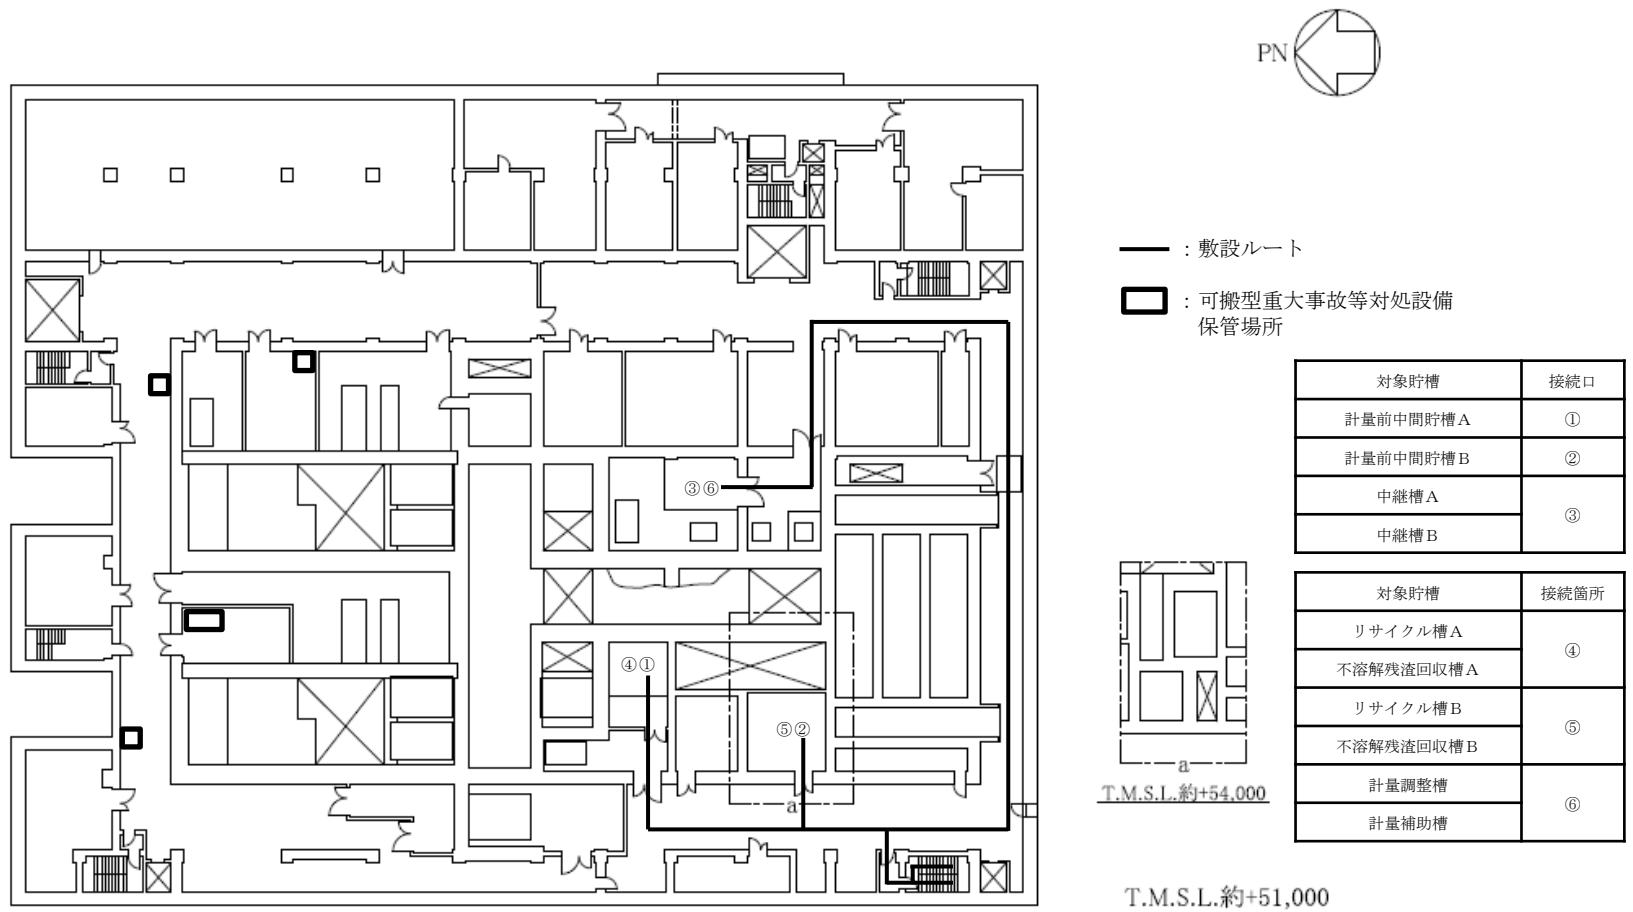 PN
：敷設ルート
：可搬型重大事故等対処設備
保管場所
対象貯槽 接続口
計量前中間貯槽Ａ ①
計量前中間貯槽Ｂ ②
中継槽Ａ ③
中継槽Ｂ
対象貯槽 接続箇所
リサイクル槽Ａ ④
不溶解残渣回収槽Ａ
リサイクル槽Ｂ ⑤
不溶解残渣回収槽Ｂ
計量調整槽 ⑥
計量補助槽
③⑥
④①
⑤②
a
a
T.M.S.L.約+54,000
T.M.S.L.約+51,000